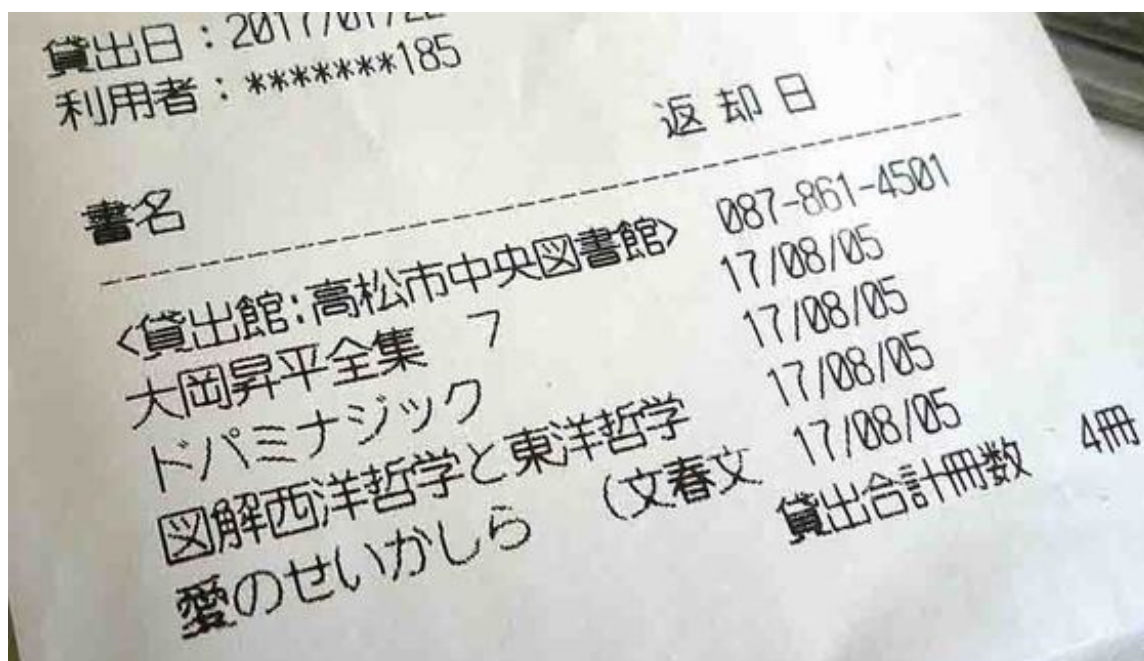 貸出日：
利用者：*******185
書名 返却日
<貸出館:高松市中央図書館> 087-861-4501
大岡昇平全集 7 17/08/05
ドパミナジック 17/08/05
図解西洋哲学と東洋哲学 17/08/05
愛のせいかしら (文春文 17/08/05
貸出合計冊数 4冊